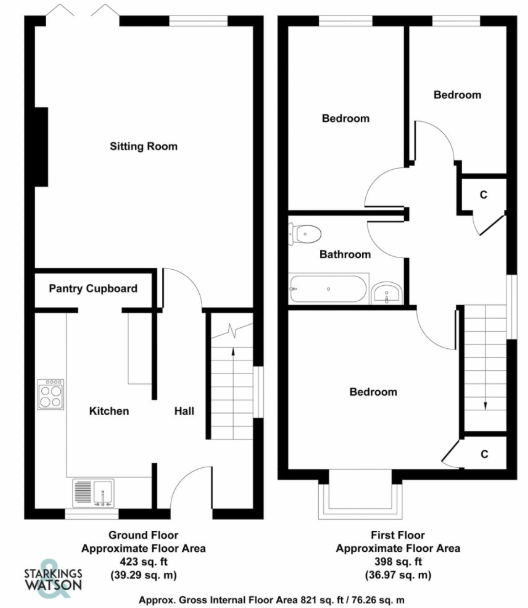 Sitting Room
Pantry Cupboard
Kitchen
Hall
Bedroom
Bedroom
C
Bathroom
Bedroom
C
Ground Floor
Approximate Floor Area
423 sq. ft
(39.29 sq. m)
First Floor
Approximate Floor Area
398 sq. ft
(36.97 sq. m)
STARKINGS
&
WATSON
Approx. Gross Internal Floor Area 821 sq. ft / 76.26 sq. m